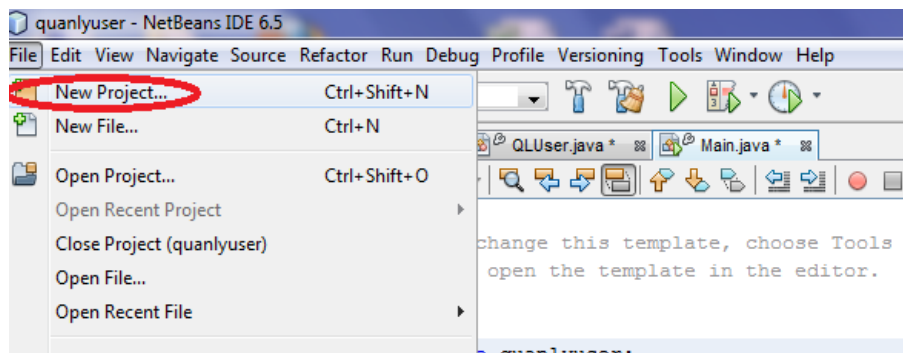 quanlyuser - NetBeans IDE 6.5
File Edit View Navigate Source Refactor Run Debug Profile Versioning Tools Window Help
New Project... Ctrl+Shift+N
New File... Ctrl+N
QLUser.java * Main.java *
Open Project... Ctrl+Shift+O
Open Recent Project
Close Project (quanlyuser)
change this template, choose Tools
Open File...
open the template in the editor.
Open Recent File
quanlyuser;